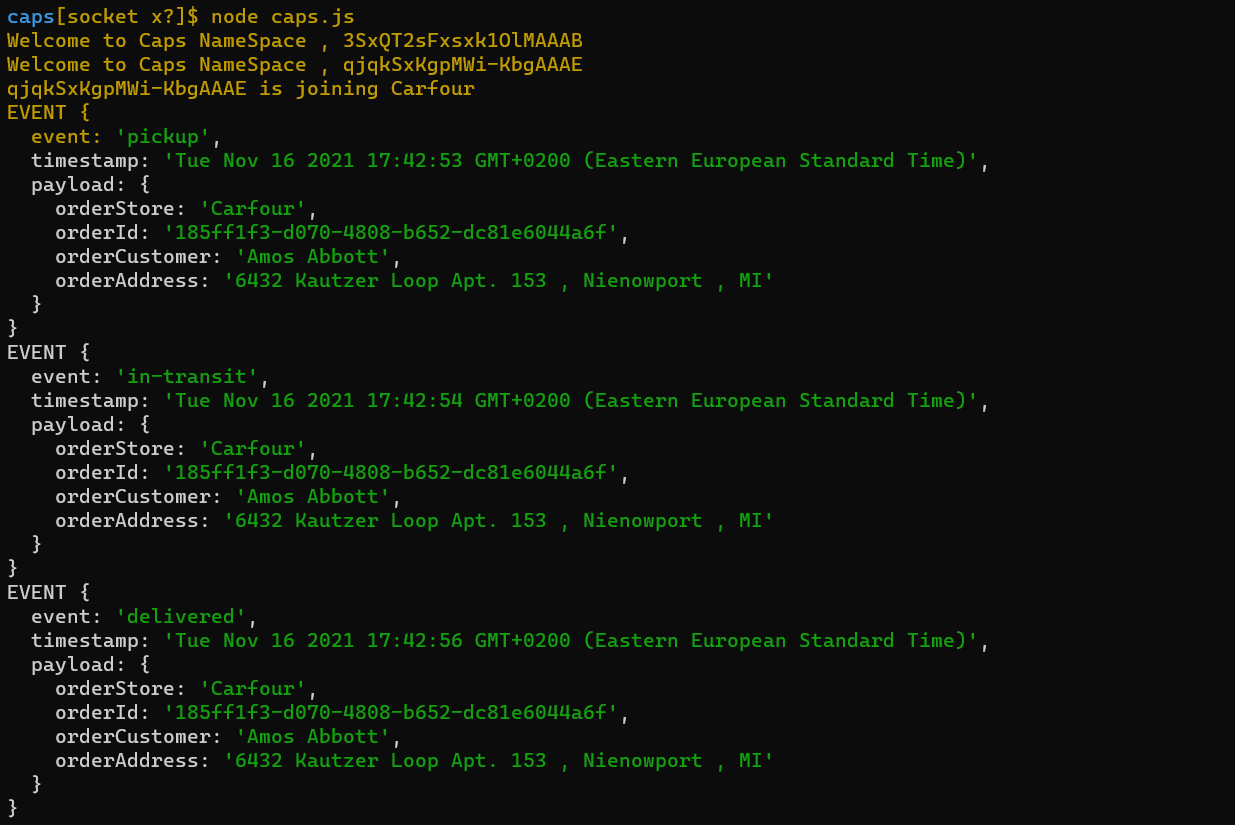 caps[socket x?]$ node caps.js
Welcome to Caps NameSpace , 3SxQT2sFxsxk1OlMAAAB
Welcome to Caps NameSpace , qjqkSxKgpMWi-KbgAAAE
qjqkSxKgpMWi-KbgAAAE is joining Carfour
EVENT {
  event: 'pickup',
  timestamp: 'Tue Nov 16 2021 17:42:53 GMT+0200 (Eastern European Standard Time)',
  payload: {
    orderStore: 'Carfour',
    orderId: '185ff1f3-d070-4808-b652-dc81e6044a6f',
    orderCustomer: 'Amos Abbott',
    orderAddress: '6432 Kautzer Loop Apt. 153 , Nienowport , MI'
  }
}
EVENT {
  event: 'in-transit',
  timestamp: 'Tue Nov 16 2021 17:42:54 GMT+0200 (Eastern European Standard Time)',
  payload: {
    orderStore: 'Carfour',
    orderId: '185ff1f3-d070-4808-b652-dc81e6044a6f',
    orderCustomer: 'Amos Abbott',
    orderAddress: '6432 Kautzer Loop Apt. 153 , Nienowport , MI'
  }
}
EVENT {
  event: 'delivered',
  timestamp: 'Tue Nov 16 2021 17:42:56 GMT+0200 (Eastern European Standard Time)',
  payload: {
    orderStore: 'Carfour',
    orderId: '185ff1f3-d070-4808-b652-dc81e6044a6f',
    orderCustomer: 'Amos Abbott',
    orderAddress: '6432 Kautzer Loop Apt. 153 , Nienowport , MI'
  }
}